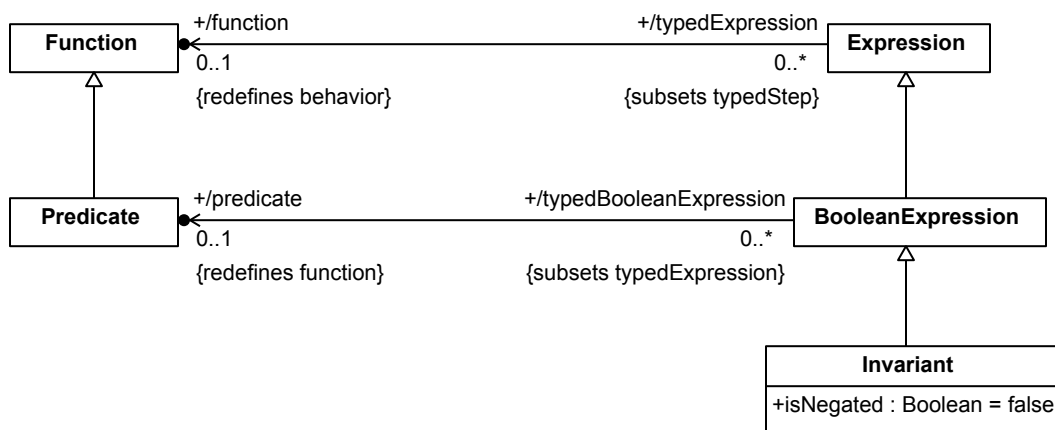 +/function
+/typedExpression
Function
Expression
0..1
0..*
{redefines behavior}
{subsets typedStep}
+/predicate
+/typedBooleanExpression
Predicate
BooleanExpression
0..1
0..*
{redefines function}
{subsets typedExpression}
Invariant
+isNegated : Boolean = false